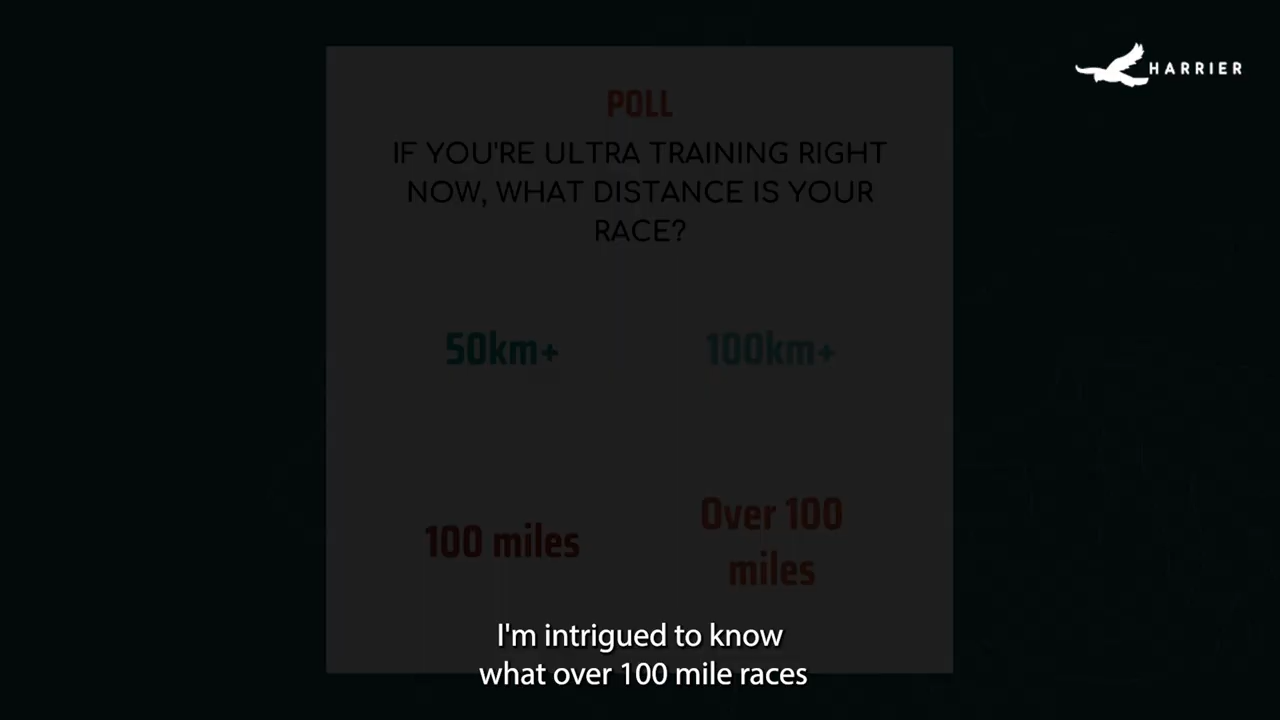 HARRIER
POLL
IF YOU'RE ULTRA TRAINING RIGHT
NOW, WHAT DISTANCE IS YOUR
RACE?
50km+
100km+
100 miles
Over 100
miles
I'm intrigued to know
what over 100 mile races